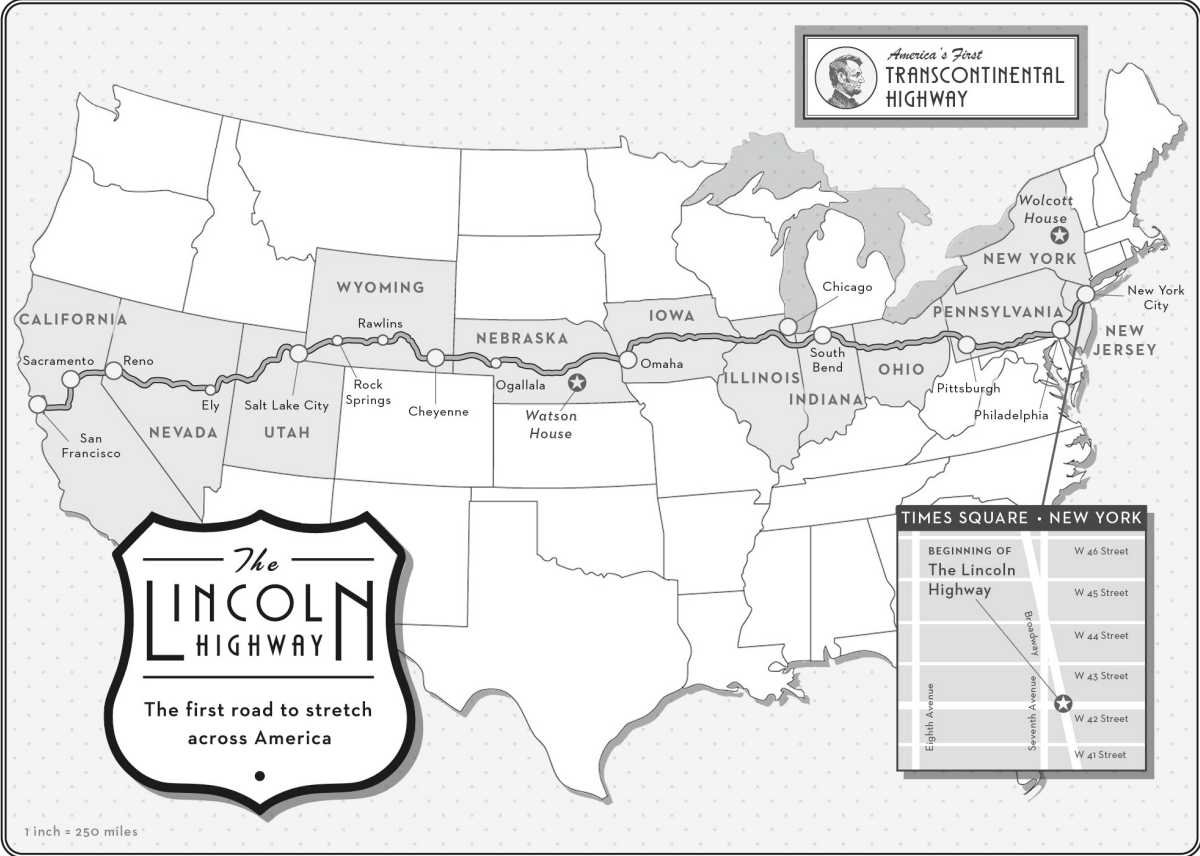 America's First
TRANSCONTINENTAL
HIGHWAY
Wolcott
House
NEW YORK
WYOMING
Chicago
New York
City
CALIFORNIA
Rawlins
NEBRASKA
IOWA
PENNSYLVANIA
NEW
JERSEY
Sacramento
Reno
Omaha
South
Bend
OHIO
ILLINOIS
INDIANA
Pittsburgh
Philadelphia
Ely
Salt Lake City
Rock
Springs
Cheyenne
Ogallala
Watson
House
San
Francisco
NEVADA
UTAH
The
LINCOLN
HIGHWAY
The first road to stretch
across America
TIMES SQUARE • NEW YORK
BEGINNING OF
The Lincoln
Highway
W 46 Street
W 45 Street
W 44 Street
W 43 Street
W 42 Street
W 41 Street
Broadway
Eighth Avenue
Seventh Avenue
1 inch = 250 miles